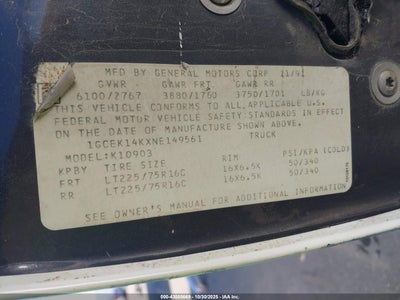 MFD BY GENERAL MOTORS CORP 11/91
GVWR GAWR FRT GAWR RR
6100/2767 3880/1760 3750/1701 LB/KG
THIS VEHICLE CONFORMS TO ALL APPLICABLE U.S.
FEDERAL MOTOR VEHICLE SAFETY STANDARDS IN EFFECT
ON THE DATE OF MANUFACTURE SHOWN ABOVE.
1GCEK14KXNE149561 TRUCK
MODEL:K10903
KPBY TIRE SIZE RIM PSI/KPA (COLD)
FRT LT225/75R16C 16X6.5K 50/340
RR LT225/75R16C 16X6.5K 50/340
SEE OWNER'S MANUAL FOR ADDITIONAL INFORMATION